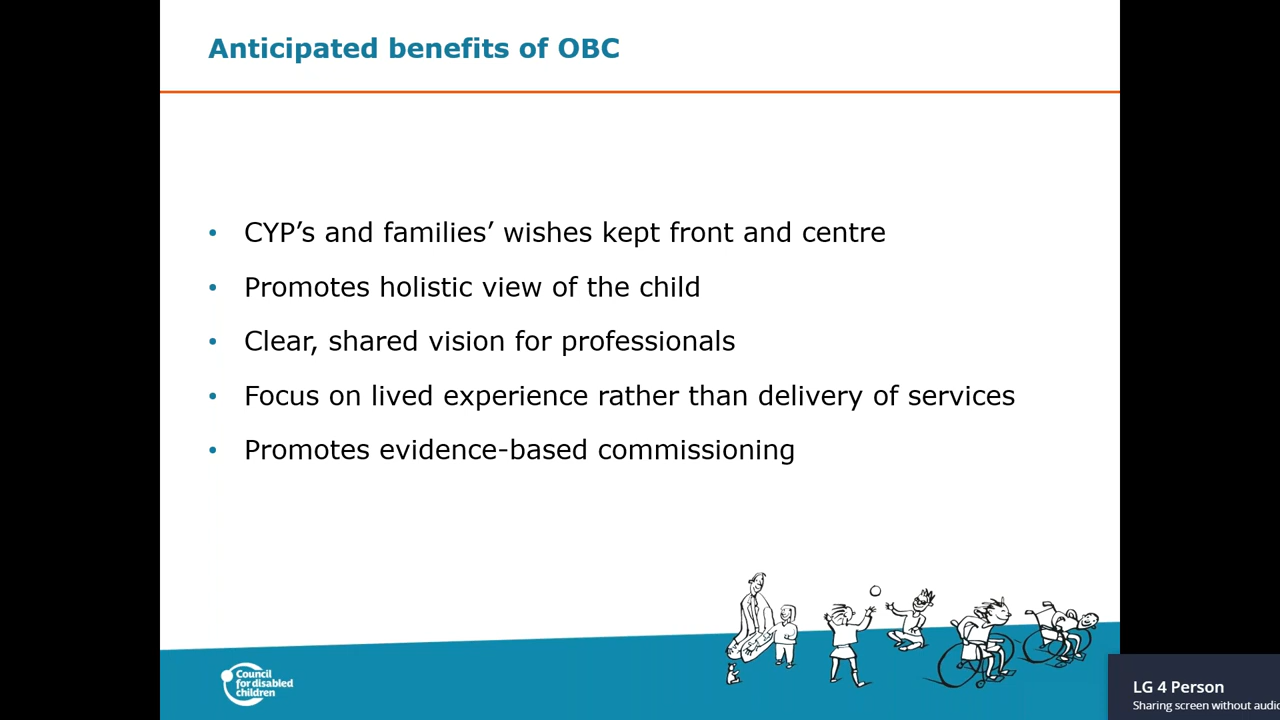 Anticipated benefits of OBC
• CYP’s and families’ wishes kept front and centre
• Promotes holistic view of the child
• Clear, shared vision for professionals
• Focus on lived experience rather than delivery of services
• Promotes evidence-based commissioning
Council
for disabled
children
LG 4 Person
Sharing screen without audio